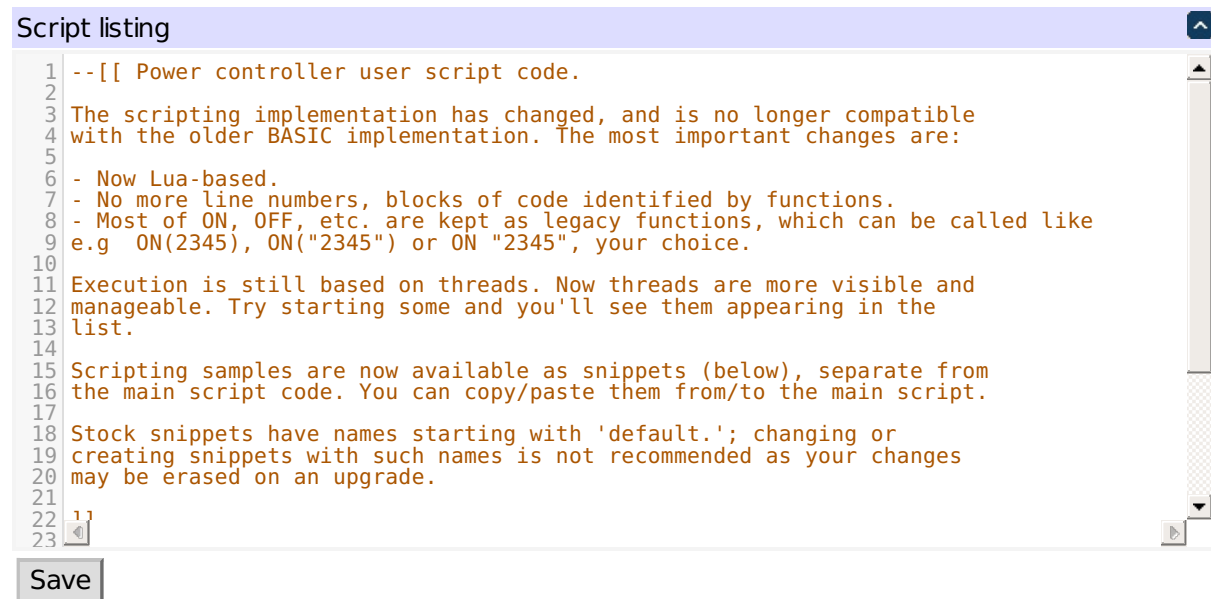 Script listing
1 --[[ Power controller user script code.
2
3 The scripting implementation has changed, and is no longer compatible
4 with the older BASIC implementation. The most important changes are:
5
6 - Now Lua-based.
7 - No more line numbers, blocks of code identified by functions.
8 - Most of ON, OFF, etc. are kept as legacy functions, which can be called like
9 e.g  ON(2345), ON("2345") or ON "2345", your choice.
10
11 Execution is still based on threads. Now threads are more visible and
12 manageable. Try starting some and you'll see them appearing in the
13 list.
14
15 Scripting samples are now available as snippets (below), separate from
16 the main script code. You can copy/paste them from/to the main script.
17
18 Stock snippets have names starting with 'default.'; changing or
19 creating snippets with such names is not recommended as your changes
20 may be erased on an upgrade.
21
22 ]]
23
Save